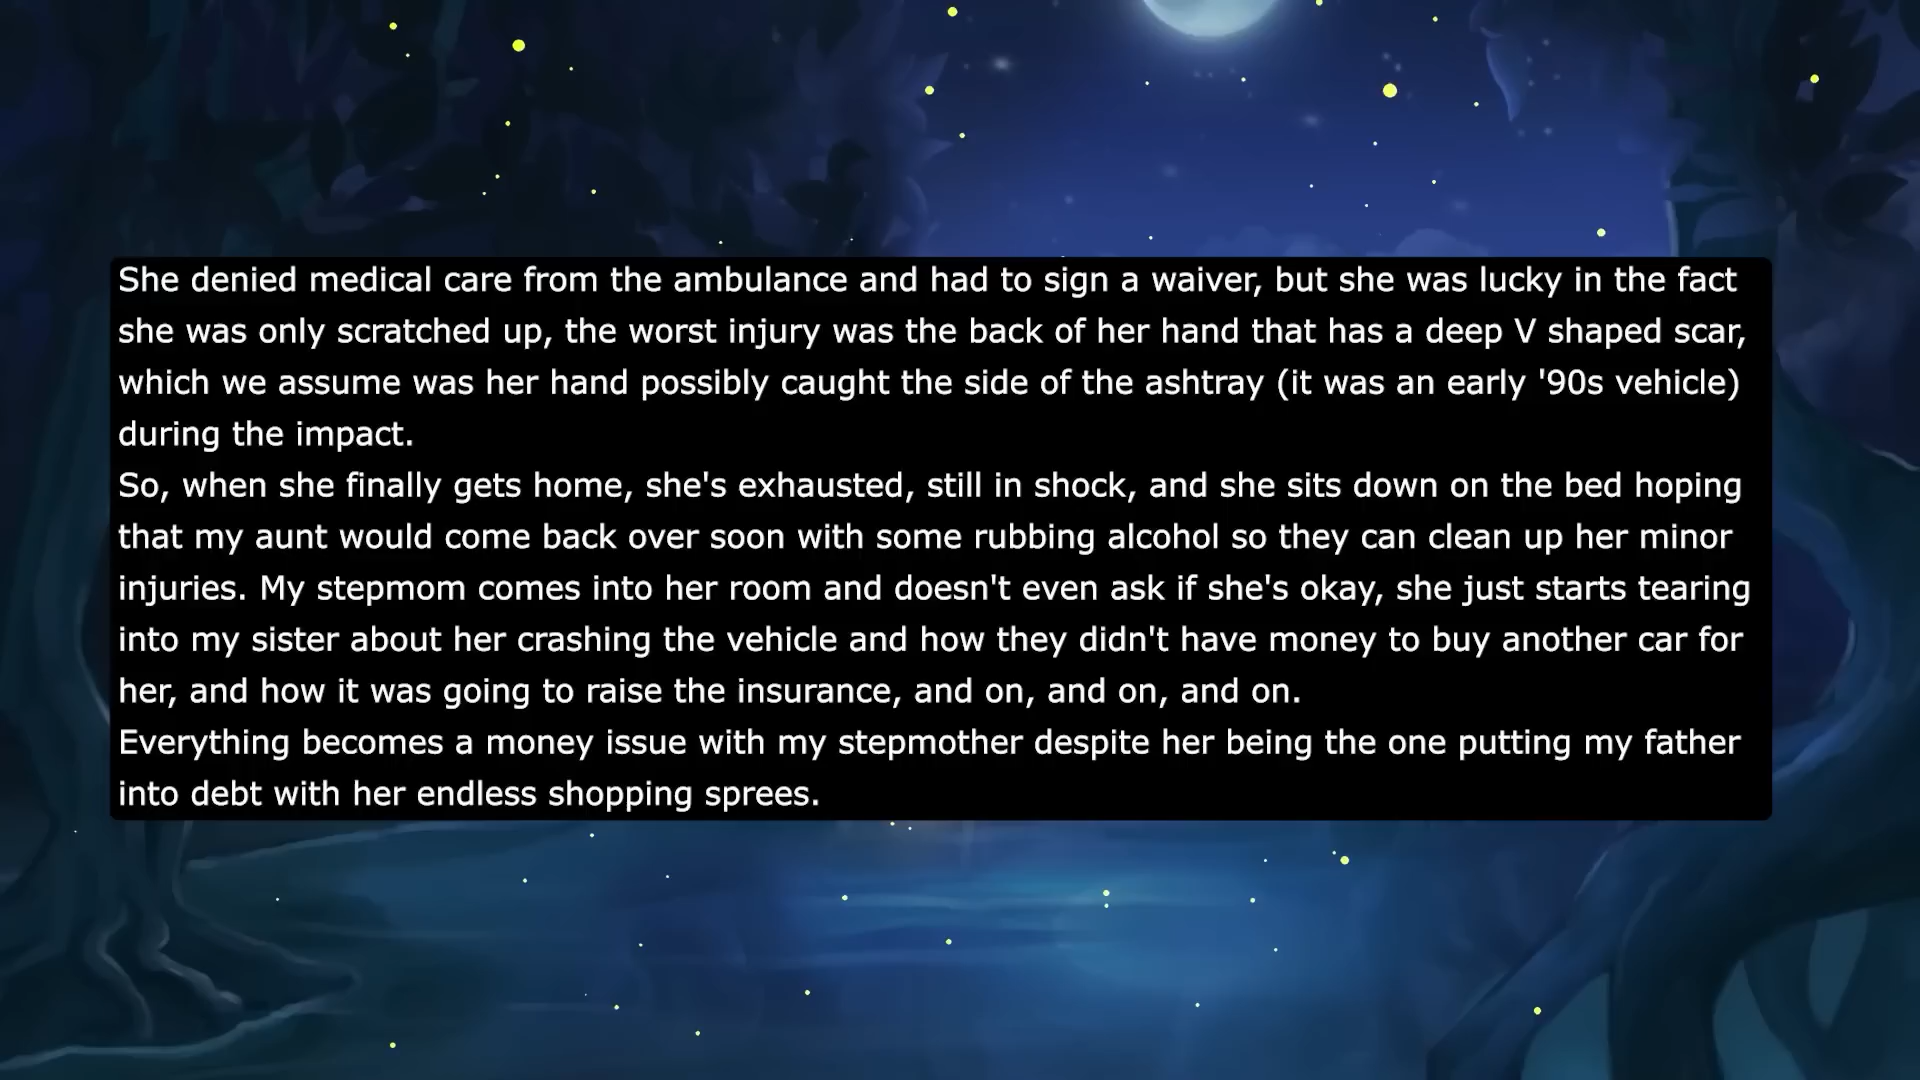 She denied medical care from the ambulance and had to sign a waiver, but she was lucky in the fact
she was only scratched up, the worst injury was the back of her hand that has a deep V shaped scar,
which we assume was her hand possibly caught the side of the ashtray (it was an early '90s vehicle)
during the impact.
So, when she finally gets home, she's exhausted, still in shock, and she sits down on the bed hoping
that my aunt would come back over soon with some rubbing alcohol so they can clean up her minor
injuries. My stepmom comes into her room and doesn't even ask if she's okay, she just starts tearing
into my sister about her crashing the vehicle and how they didn't have money to buy another car for
her, and how it was going to raise the insurance, and on, and on, and on.
Everything becomes a money issue with my stepmother despite her being the one putting my father
into debt with her endless shopping sprees.